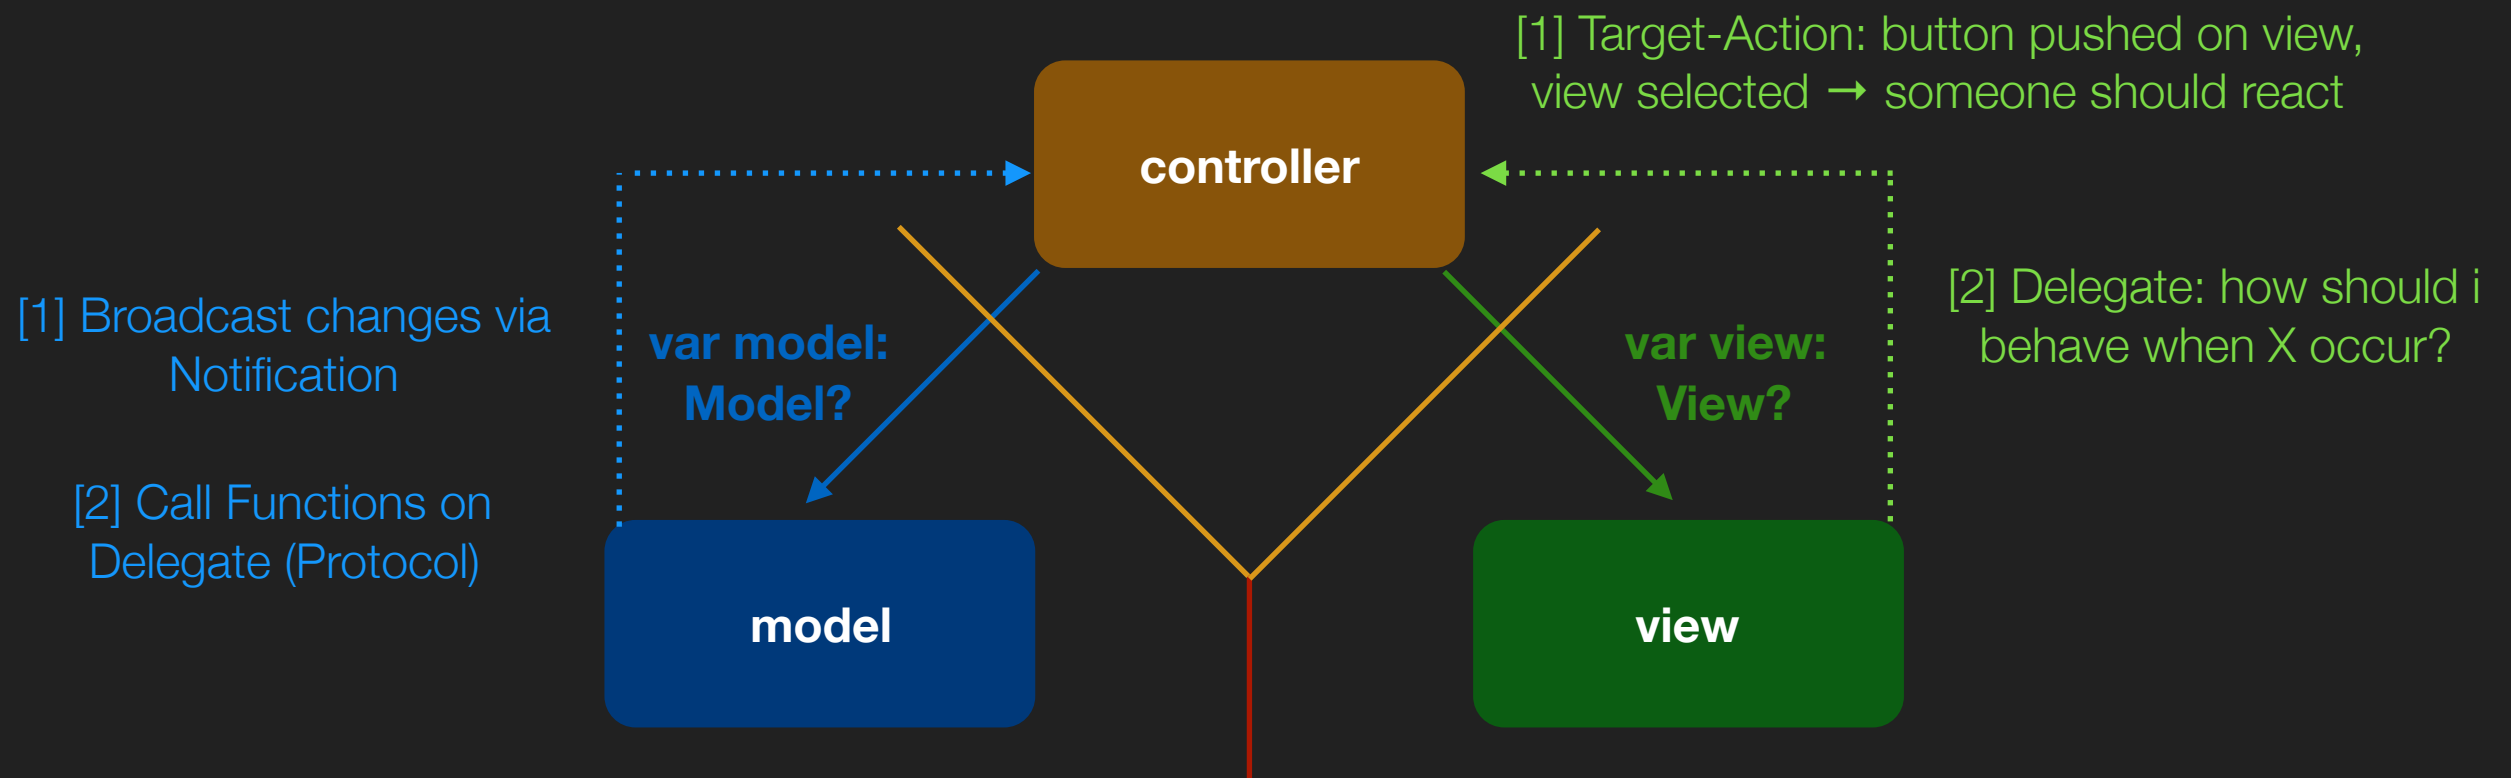 [1] Target-Action: button pushed on view,
view selected → someone should react
controller
[1] Broadcast changes via
Notification
var model:
Model?
var view:
View?
[2] Delegate: how should i
behave when X occur?
[2] Call Functions on
Delegate (Protocol)
model
view